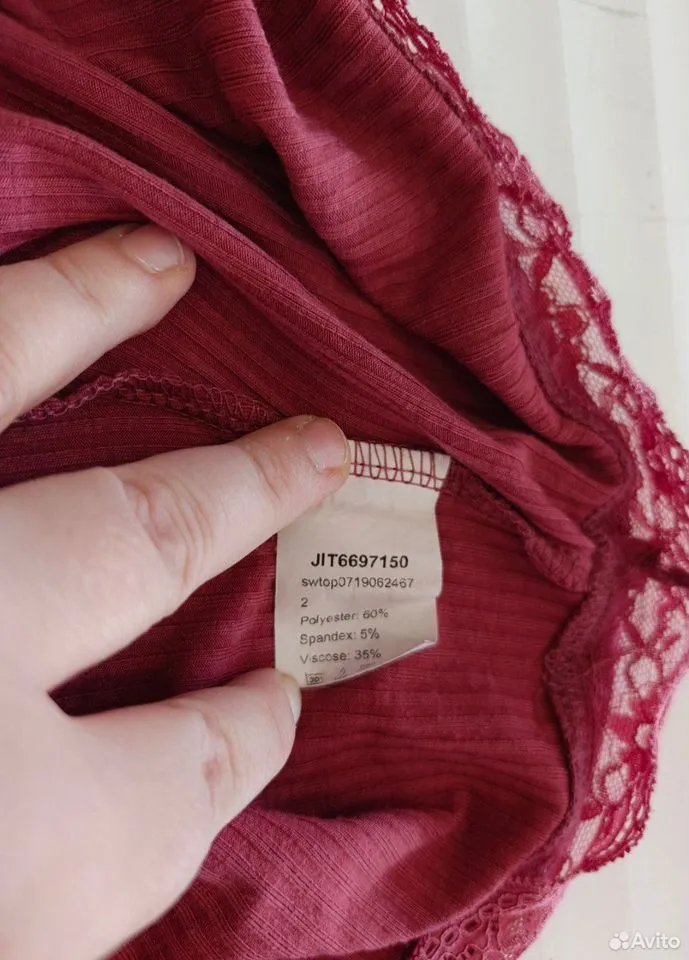 JIT6697150
swtop0719062467
2
Polyester: 60%
Spandex: 5%
Viscose: 35%
Avito